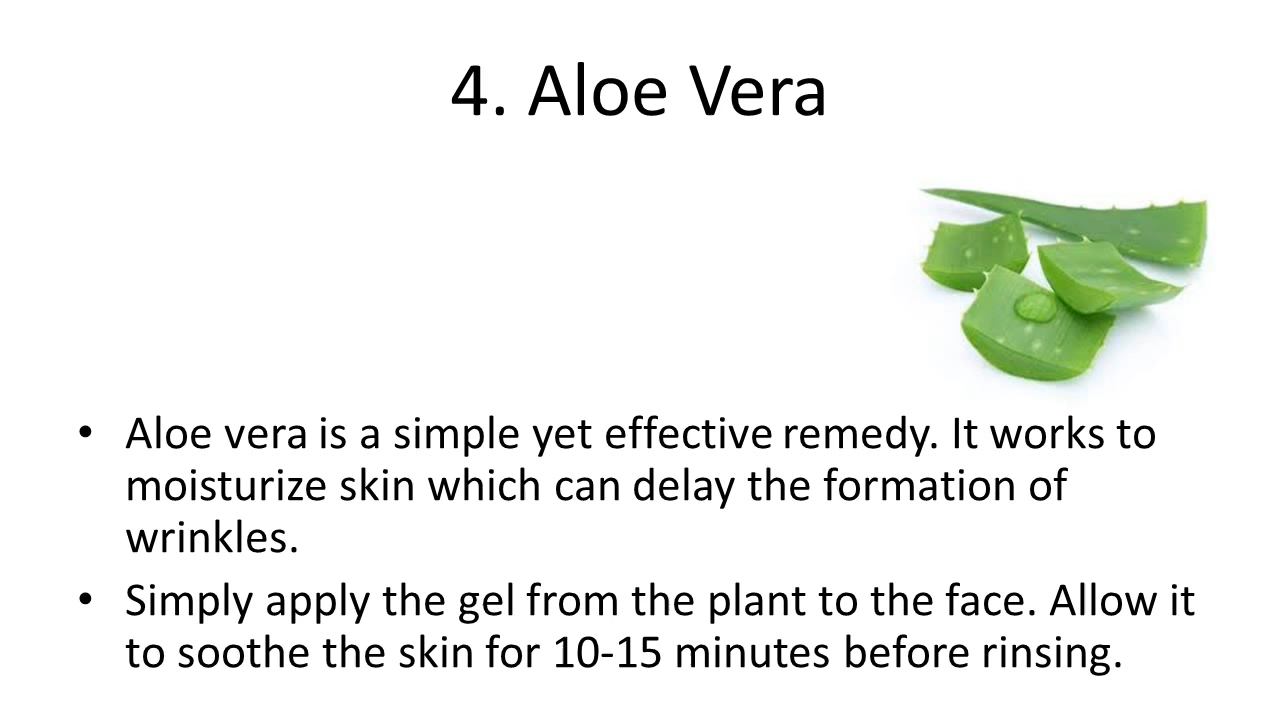 4. Aloe Vera
• Aloe vera is a simple yet effective remedy. It works to
moisturize skin which can delay the formation of
wrinkles.
• Simply apply the gel from the plant to the face. Allow it
to soothe the skin for 10-15 minutes before rinsing.